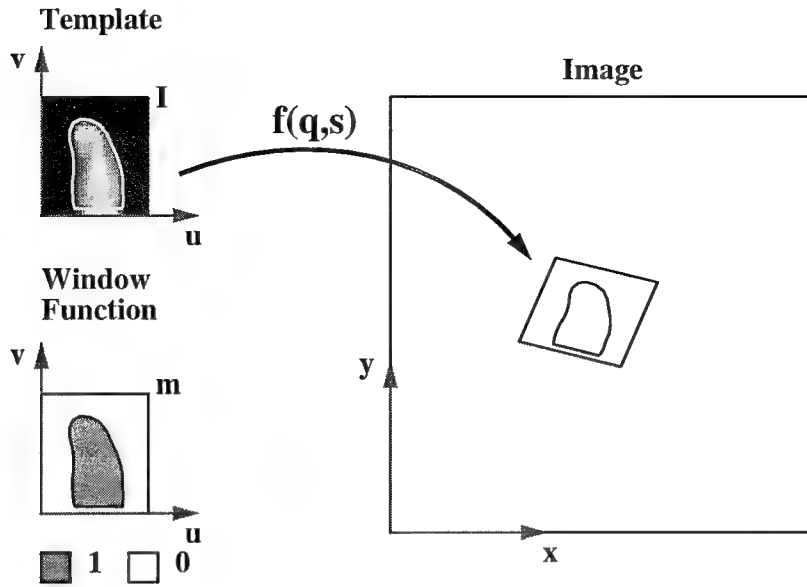 Template
v
I
u
Window
Function
v
m
u
1 0
f(q,s)
Image
y
x